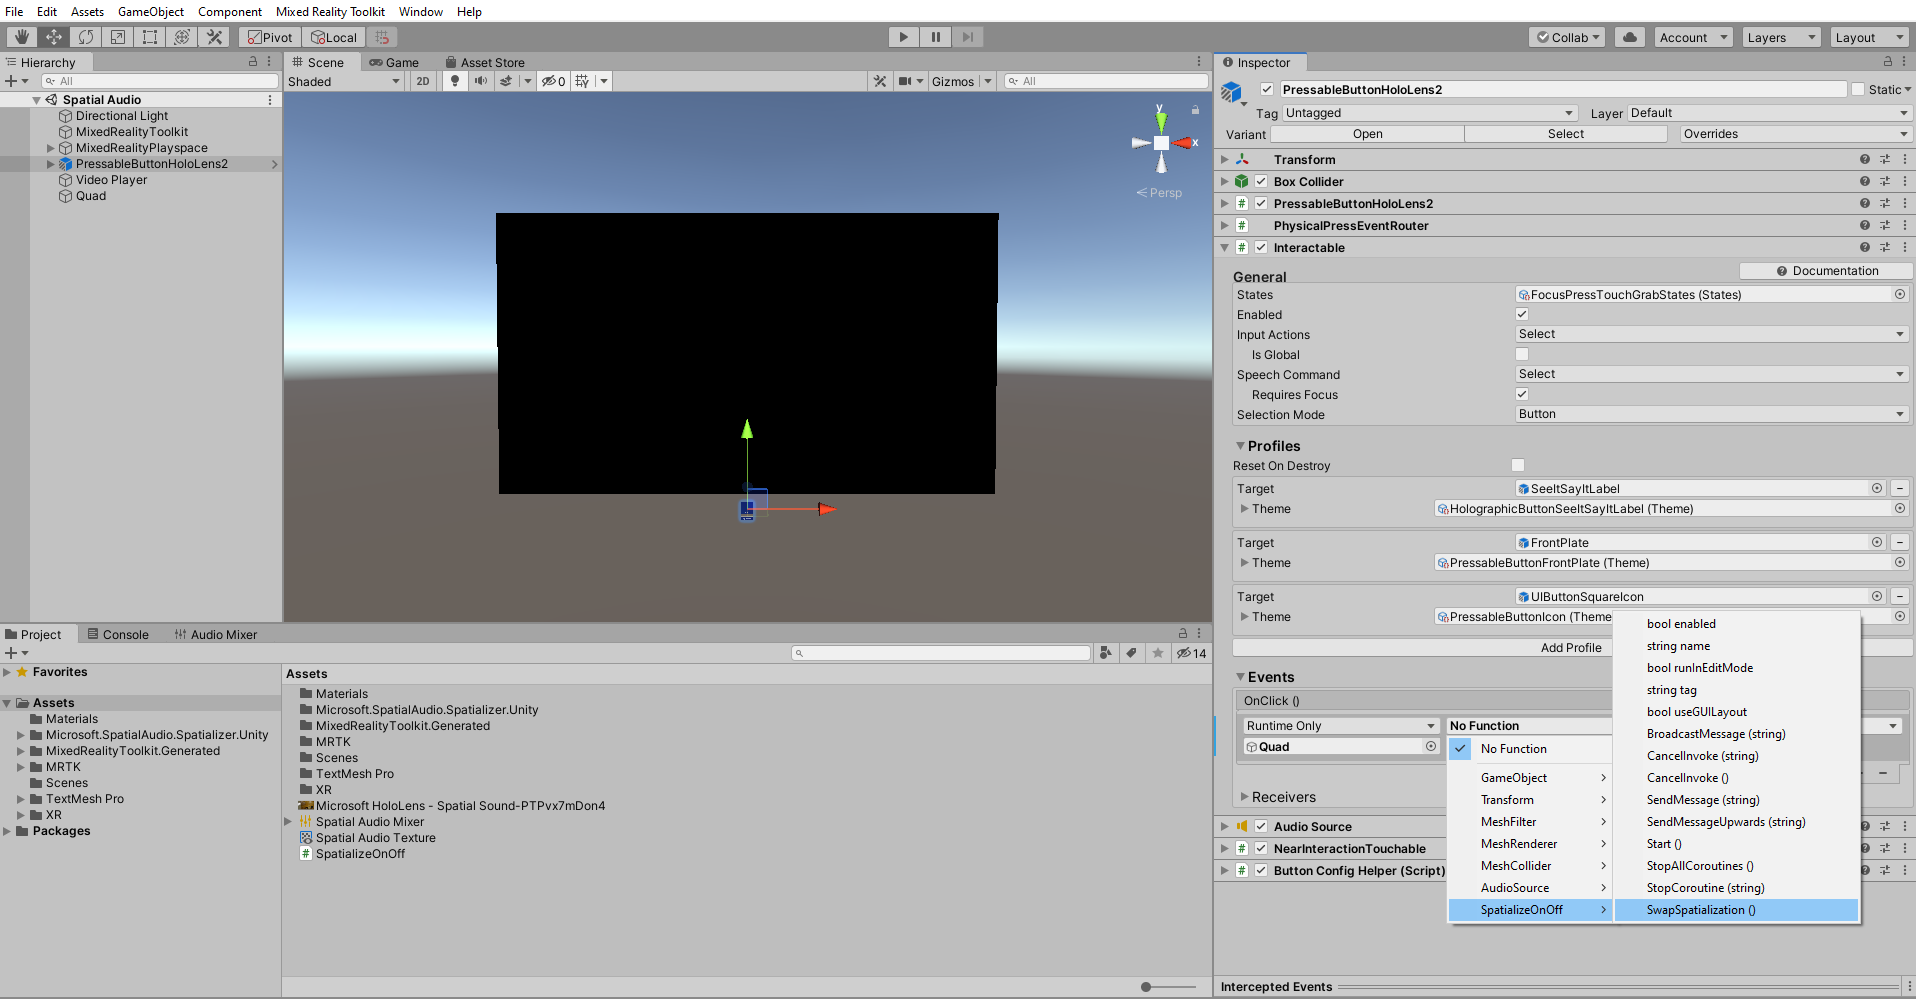 File Edit Assets GameObject Component Mixed Reality Toolkit Window Help
Pivot Local Collab Account Layers Layout
Hierarchy
All
Spatial Audio
Directional Light
MixedRealityToolkit
MixedRealityPlayspace
PressableButtonHoloLens2
Video Player
Quad
Scene Game Asset Store
Shaded 2D 0 Gizmos All
y
x
Persp
Inspector
PressableButtonHoloLens2 Static
Tag Untagged Layer Default
Variant Open Select Overrides
Transform
Box Collider
PressableButtonHoloLens2
PhysicalPressEventRouter
Interactable
Documentation
General
States FocusPressTouchGrabStates (States)
Enabled
Input Actions Select
Is Global
Speech Command Select
Requires Focus
Selection Mode Button
Profiles
Reset On Destroy
Target SeeItSayItLabel
Theme HolographicButtonSeeItSayItLabel (Theme)
Target FrontPlate
Theme PressableButtonFrontPlate (Theme)
Target UIButtonSquareIcon
Theme PressableButtonIcon (Theme
Add Profile
Events
OnClick ()
Runtime Only No Function
Quad
Receivers
Audio Source
NearInteractionTouchable
Button Config Helper (Script)
No Function
GameObject
Transform
MeshFilter
MeshRenderer
MeshCollider
AudioSource
SpatializeOnOff
bool enabled
string name
bool runInEditMode
string tag
bool useGUILayout
BroadcastMessage (string)
CancelInvoke (string)
CancelInvoke ()
SendMessage (string)
SendMessageUpwards (string)
Start ()
StopAllCoroutines ()
StopCoroutine (string)
SwapSpatialization ()
Intercepted Events
Project Console Audio Mixer
14
Favorites
Assets
Materials
Microsoft.SpatialAudio.Spatializer.Unity
MixedRealityToolkit.Generated
MRTK
Scenes
TextMesh Pro
XR
Packages
Assets
Materials
Microsoft.SpatialAudio.Spatializer.Unity
MixedRealityToolkit.Generated
MRTK
Scenes
TextMesh Pro
XR
Microsoft HoloLens - Spatial Sound-PTPvx7mDon4
Spatial Audio Mixer
Spatial Audio Texture
SpatializeOnOff